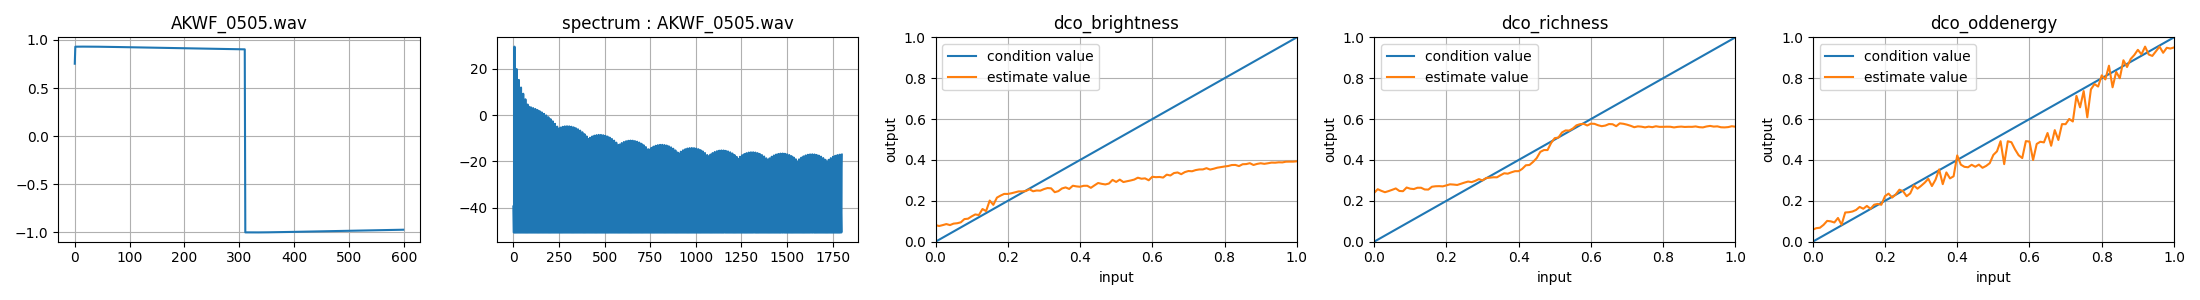 AKWF_0505.wav
1.0
0.5
0.0
−0.5
−1.0
0 100 200 300 400 500 600
spectrum : AKWF_0505.wav
20
0
−20
−40
0 250 500 750 1000 1250 1500 1750
dco_brightness
condition value
estimate value
output
1.0
0.8
0.6
0.4
0.2
0.0
0.0 0.2 0.4 0.6 0.8 1.0
input
dco_richness
condition value
estimate value
output
1.0
0.8
0.6
0.4
0.2
0.0
0.0 0.2 0.4 0.6 0.8 1.0
input
dco_oddenergy
condition value
estimate value
output
1.0
0.8
0.6
0.4
0.2
0.0
0.0 0.2 0.4 0.6 0.8 1.0
input